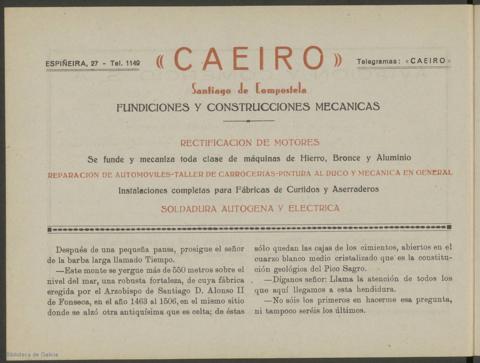 ESPIÑEIRA, 27 - Tel. 1149
« CAEIRO »
Telegramas: «CAEIRO»
Santiago de Compostela
FUNDICIONES Y CONSTRUCCIONES MECANICAS
RECTIFICACION DE MOTORES
Se funde y mecaniza toda clase de máquinas de Hierro, Bronce y Aluminio
REPARACION DE AUTOMOVILES-TALLER DE CARROCERIAS-PINTURA AL DUCO Y MECANICA EN GENERAL
Instalaciones completas para Fábricas de Curtidos y Aserraderos
SOLDADURA AUTOGENA Y ELECTRICA
Después de una pequeña pausa, prosigue el señor
de la barba larga llamado Tiempo.
—Este monte se yergue más de 550 metros sobre el
nivel del mar, una robusta fortaleza, de cuya fábrica
eregida por el Arzobispo de Santiago D. Alonso II
de Fonseca, en el año 1463 al 1506, en el mismo sitio
donde se alzó otra antiquísima que es celta; de éstas
sólo quedan las cajas de los cimientos, abiertos en el
cuarzo blanco medio cristalizado que es la constitu-
ción geológica del Pico Sagro.
—Díganos señor: Llama la atención de todos los
que aquí llegamos a esta hendidura.
—No sóis los primeros en hacerme esa pregunta,
ni tampoco seréis los últimos.
Biblioteca de Galicia